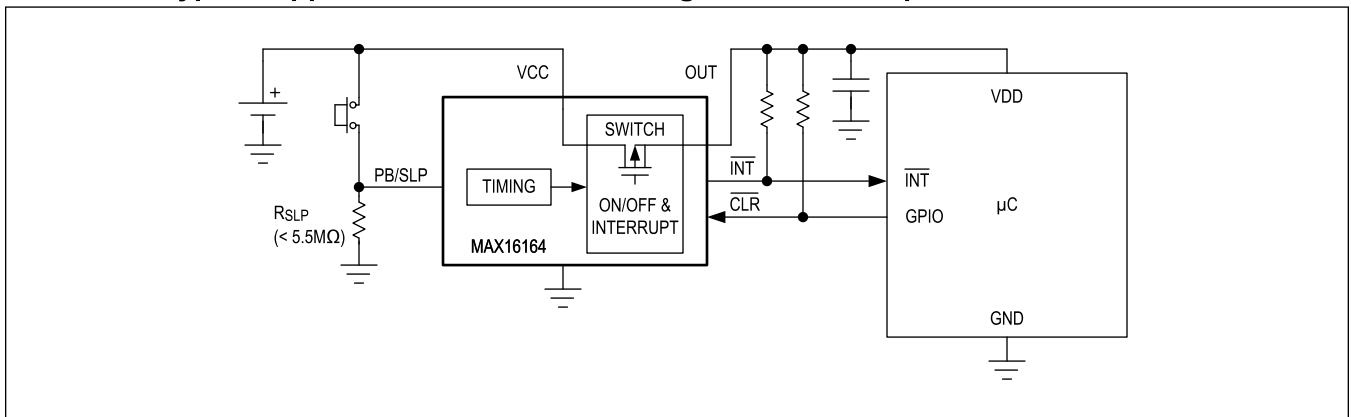 +
VCC
OUT
SWITCH
TIMING
ON/OFF &
INTERRUPT
MAX16164
PB/SLP
RSLP
(< 5.5MΩ)
INT
CLR
VDD
INT
GPIO
µC
GND